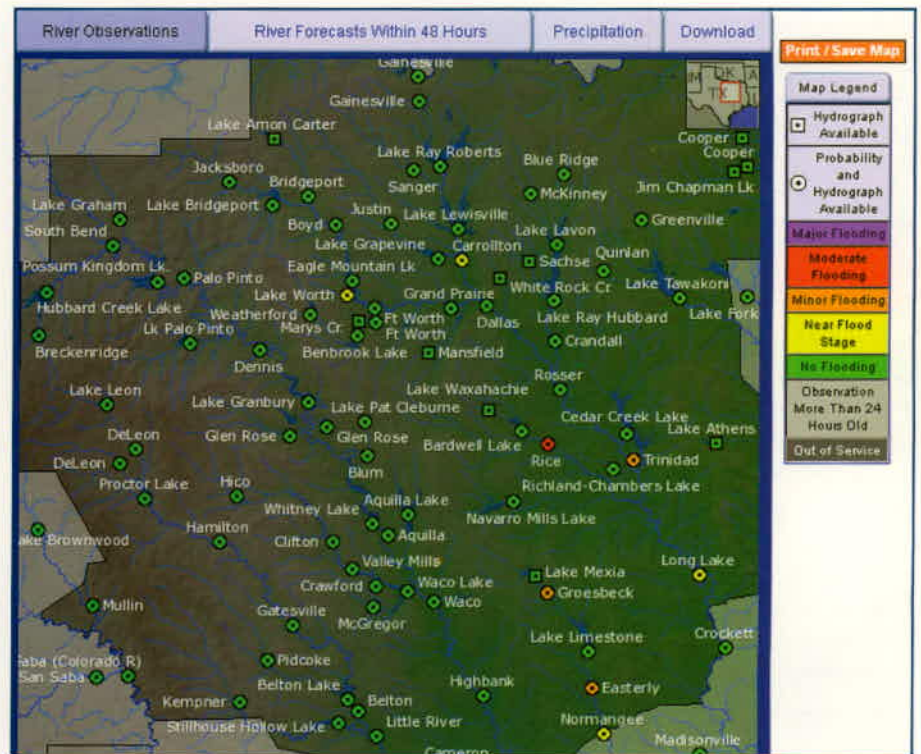 River Observations
River Forecasts Within 48 Hours
Precipitation
Download
Print / Save Map
Gainesville
Gainesville
OK
TX
Lake Amon Carter
Cooper
Cooper
Lake Ray Roberts
Blue Ridge
Jacksboro
Bridgeport
Sanger
McKinney
Jim Chapman Lk
Lake Graham
Lake Bridgeport
Justin
Lake Lewisville
Greenville
South Bend
Boyd
Lake Lavon
Lake Grapevine
Carrollton
Quinlan
Possum Kingdom Lk
Palo Pinto
Eagle Mountain Lk
Sachse
Lake Worth
Grand Prairie
White Rock Cr
Lake Tawakoni
Hubbard Creek Lake
Weatherford
Ft Worth
Dallas
Lake Ray Hubbard
Lake Fork
Lk Palo Pinto
Marys Cr
Ft Worth
Breckenridge
Benbrook Lake
Mansfield
Crandall
Dennis
Rosser
Lake Leon
Lake Granbury
Lake Pat Cleburne
Lake Waxahachie
Cedar Creek Lake
Lake Athens
DeLeon
Glen Rose
Glen Rose
Bardwell Lake
Rice
Trinidad
DeLeon
Blum
Proctor Lake
Hico
Richland-Chambers Lake
Aquilla Lake
Whitney Lake
Navarro Mills Lake
Hamilton
Clifton
Aquilla
ake Brownwood
Valley Mills
Long Lake
Crawford
Waco Lake
Lake Mexia
Groesbeck
Mullin
Gatesville
McGregor
Waco
Lake Limestone
Crockett
Saba (Colorado R)
San Saba
Pidcoke
Belton Lake
Highbank
Easterly
Kempner
Belton
Stillhouse Hollow Lake
Little River
Normangee
Madisonville
Cameron
Map Legend
Hydrograph
Available
Probability
and
Hydrograph
Available
Major Flooding
Moderate
Flooding
Minor Flooding
Near Flood
Stage
No Flooding
Observation
More Than 24
Hours Old
Out of Service